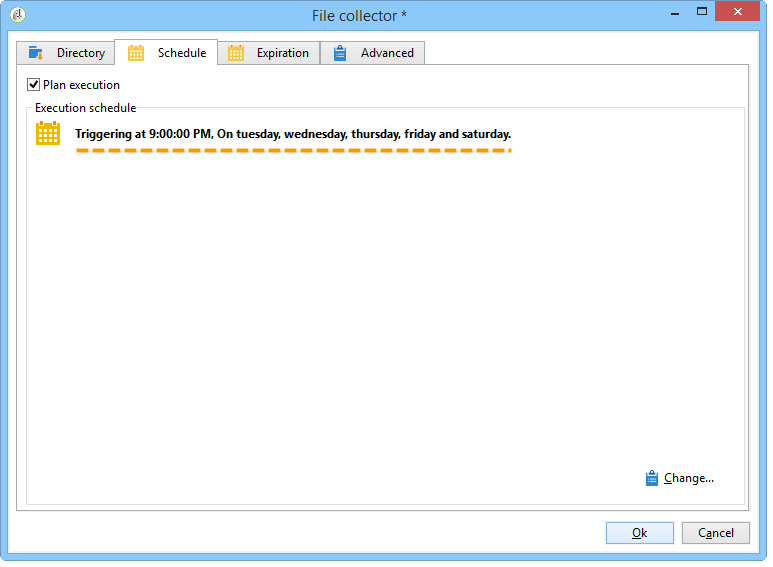 File collector *
Directory
Schedule
Expiration
Advanced
Plan execution
Execution schedule
Triggering at 9:00:00 PM, On tuesday, wednesday, thursday, friday and saturday.
Change...
Ok
Cancel